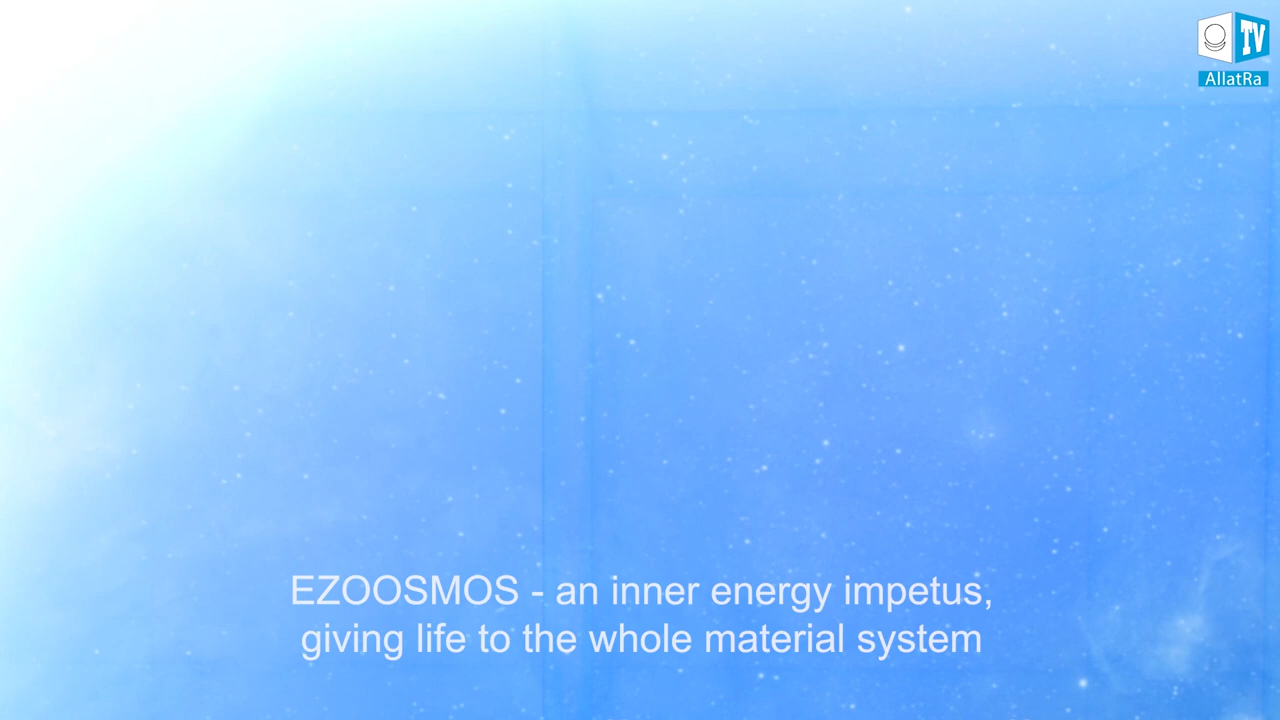 TV
AllatRa
EZOOSMOS - an inner energy impetus,
giving life to the whole material system